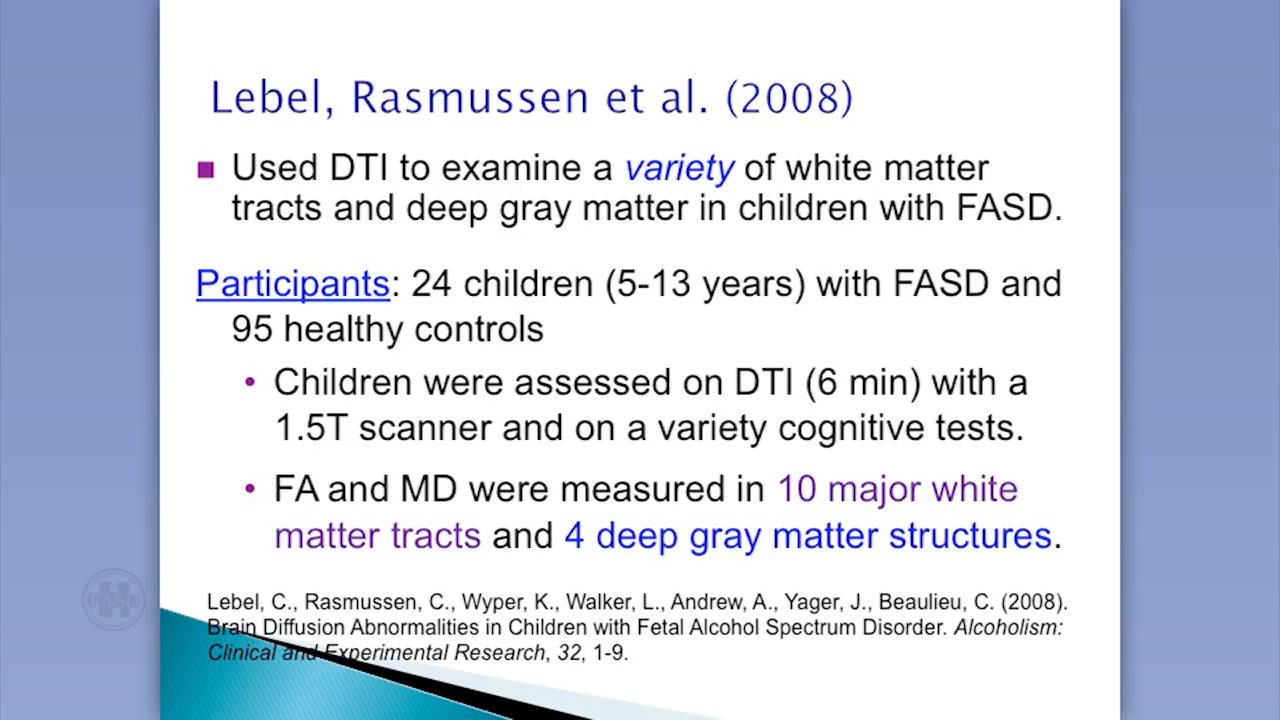 Lebel, Rasmussen et al. (2008)
Used DTI to examine a variety of white matter
tracts and deep gray matter in children with FASD.
Participants: 24 children (5-13 years) with FASD and
95 healthy controls
• Children were assessed on DTI (6 min) with a
1.5T scanner and on a variety cognitive tests.
• FA and MD were measured in 10 major white
matter tracts and 4 deep gray matter structures.
Lebel, C., Rasmussen, C., Wyper, K., Walker, L., Andrew, A., Yager, J., Beaulieu, C. (2008).
Brain Diffusion Abnormalities in Children with Fetal Alcohol Spectrum Disorder. Alcoholism:
Clinical and Experimental Research, 32, 1-9.
FASD